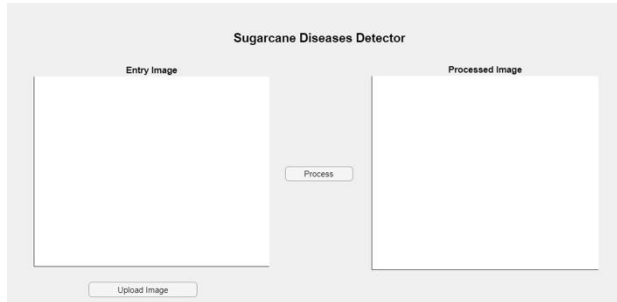 Sugarcane Diseases Detector
Entry Image
Processed Image
Process
Upload Image